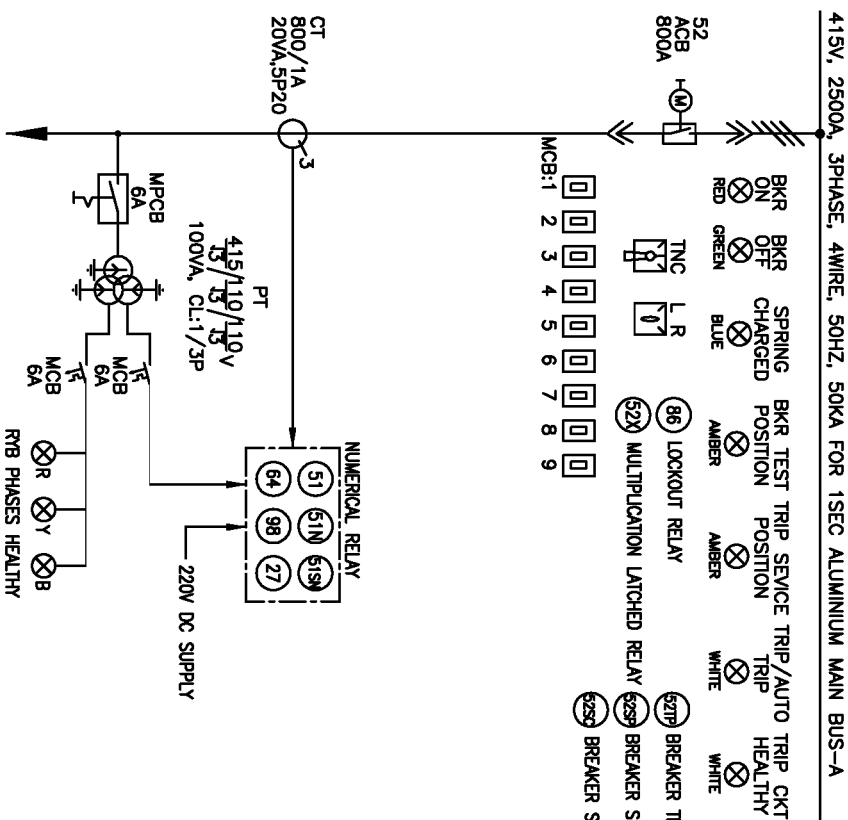 415V, 2500A, 3PHASE, 4WIRE, 50HZ, 50KA FOR 1SEC ALUMINIUM MAIN BUS-A
52
ACB
800A
M
BKR
ON
RED
BKR
OFF
GREEN
SPRING
CHARGED
BLUE
BKR TEST
POSITION
AMBER
TRIP SEVICE
POSITION
AMBER
TRIP/AUTO
TRIP
WHITE
TRIP CKT
HEALTHY
WHITE
TNC
L R
0
86 LOCKOUT RELAY
52X MULTIPLICATION LATCHED RELAY
52TP BREAKER
52SP BREAKER
52SC BREAKER
MCB:1 2 3 4 5 6 7 8 9
CT
800/1A
20VA,5P20
3
NUMERICAL RELAY
51 51N 51SN
64 98 27
220V DC SUPPLY
PT
415/110/110 V
√3 √3 √3
100VA, CL:1/3P
MPCB
6A
MCB
6A
MCB
6A
R Y B
RYB PHASES HEALTHY